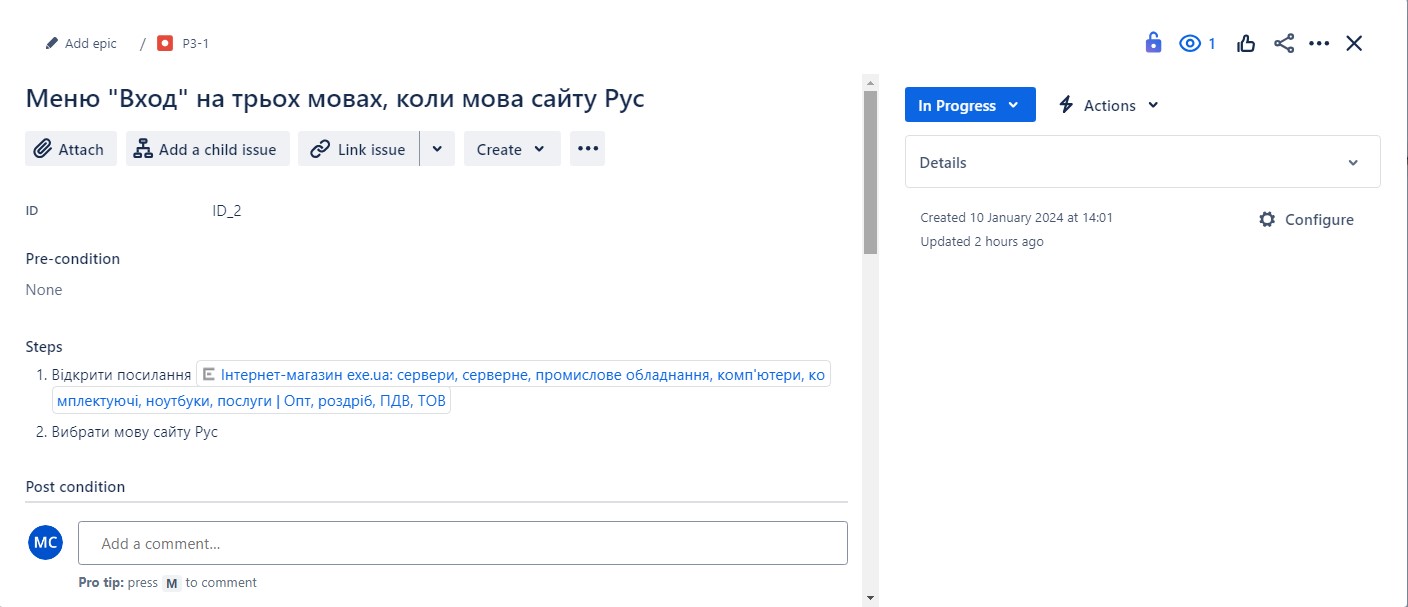 Add epic / P3-1
1
Меню "Вход" на трьох мовах, коли мова сайту Рус
Attach Add a child issue Link issue Create
In Progress Actions
Details
ID ID_2
Created 10 January 2024 at 14:01 Configure
Updated 2 hours ago
Pre-condition
None
Steps
1. Відкрити посилання Інтернет-магазин exe.ua: сервери, серверне, промислове обладнання, комп'ютери, ко
мплектуючі, ноутбуки, послуги | Опт, роздріб, ПДВ, ТОВ
2. Вибрати мову сайту Рус
Post condition
MC Add a comment...
Pro tip: press M to comment